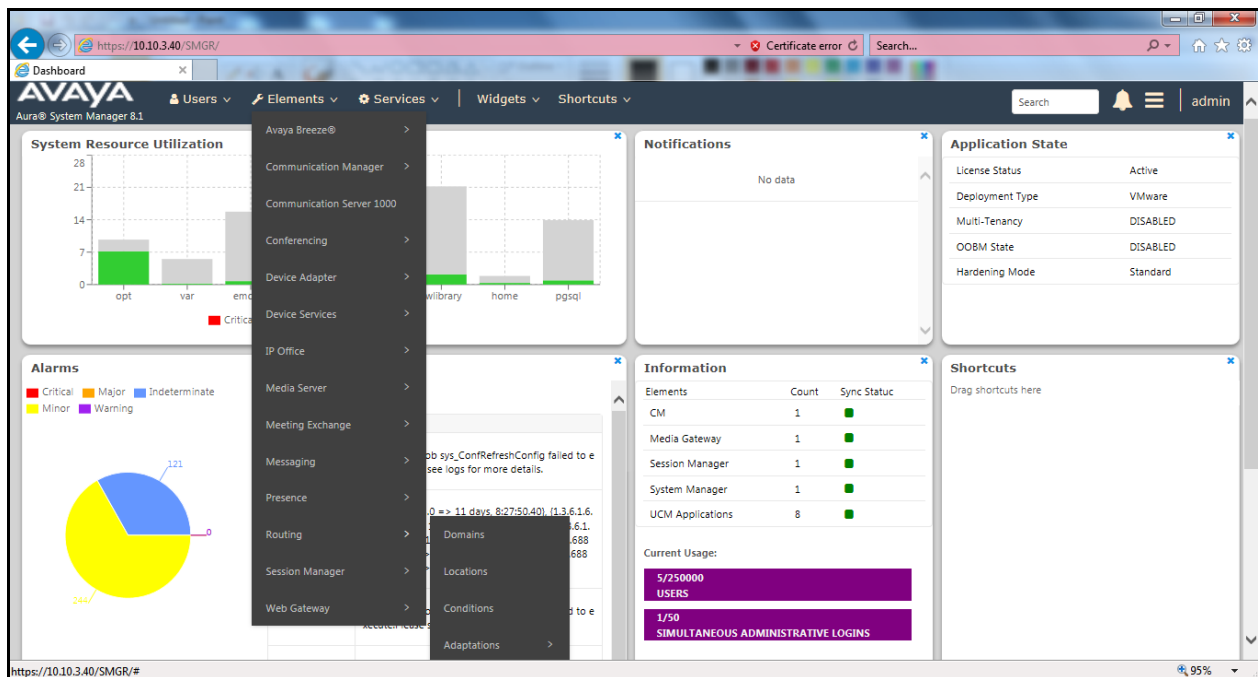 https://10.10.3.40/SMGR/
Certificate error
Search...
Dashboard
AVAYA
Aura® System Manager 8.1
Users
Elements
Services
Widgets
Shortcuts
Search
admin
Avaya Breeze®
Communication Manager
Communication Server 1000
Conferencing
Device Adapter
Device Services
IP Office
Media Server
Meeting Exchange
Messaging
Presence
Routing
Session Manager
Web Gateway
Domains
Locations
Conditions
Adaptations
System Resource Utilization
28
21
14
7
0
opt
var
home
pgsql
Notifications
No data
Application State
License Status Active
Deployment Type VMware
Multi-Tenancy DISABLED
OOBM State DISABLED
Hardening Mode Standard
Alarms
Critical Major Indeterminate
Minor Warning
121
0
244
ob sys_ConfRefreshConfig failed to e
see logs for more details.
.0 => 11 days, 8:27:50.40), (1.3.6.1.6.
Information
Elements Count Sync Status
CM 1
Media Gateway 1
Session Manager 1
System Manager 1
UCM Applications 8
Current Usage:
5/250000
USERS
1/50
SIMULTANEOUS ADMINISTRATIVE LOGINS
Shortcuts
Drag shortcuts here
https://10.10.3.40/SMGR/#
95%